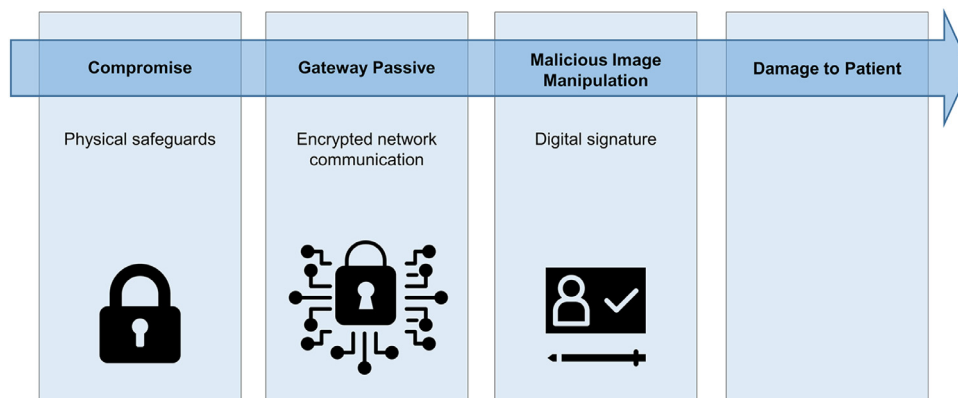 Compromise
Gateway Passive
Malicious Image
Manipulation
Damage to Patient
Physical safeguards
Encrypted network
communication
Digital signature